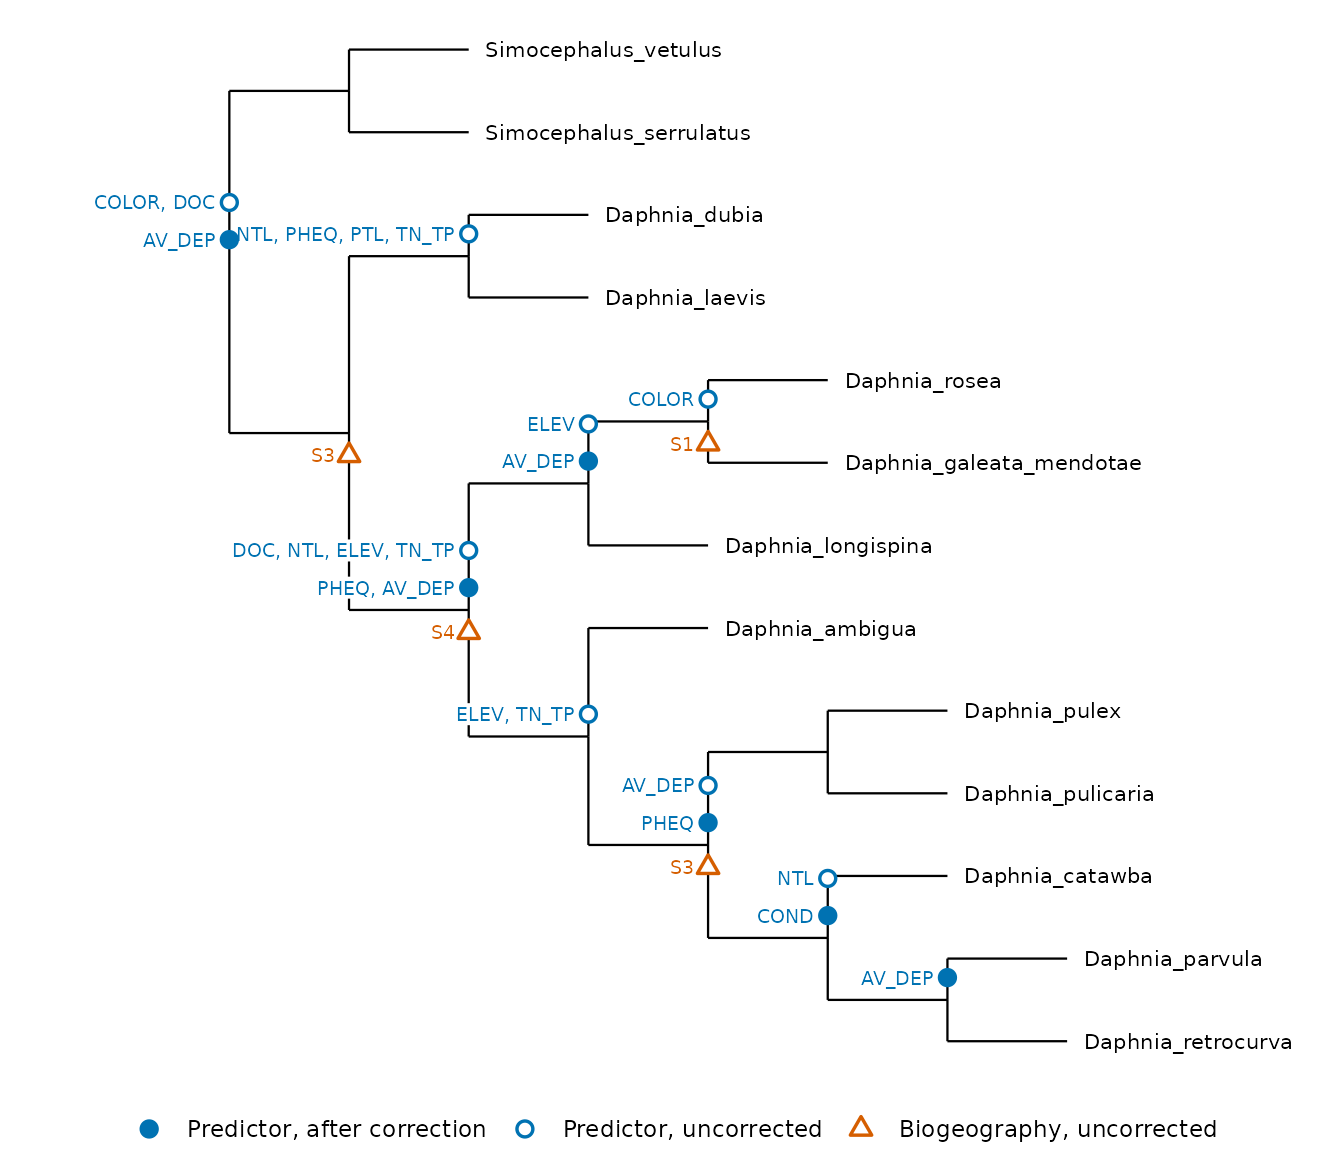 Simocephalus_vetulus
Simocephalus_serrulatus
COLOR, DOC
Daphnia_dubia
NTL, PHEQ, PTL, TN_TP
AV_DEP
Daphnia_laevis
Daphnia_rosea
COLOR
ELEV
S1
S3
AV_DEP
Daphnia_galeata_mendotae
Daphnia_longispina
DOC, NTL, ELEV, TN_TP
PHEQ, AV_DEP
Daphnia_ambigua
S4
Daphnia_pulex
ELEV, TN_TP
AV_DEP
Daphnia_pulicaria
PHEQ
S3
Daphnia_catawba
NTL
COND
Daphnia_parvula
AV_DEP
Daphnia_retrocurva
Predictor, after correction
Predictor, uncorrected
Biogeography, uncorrected